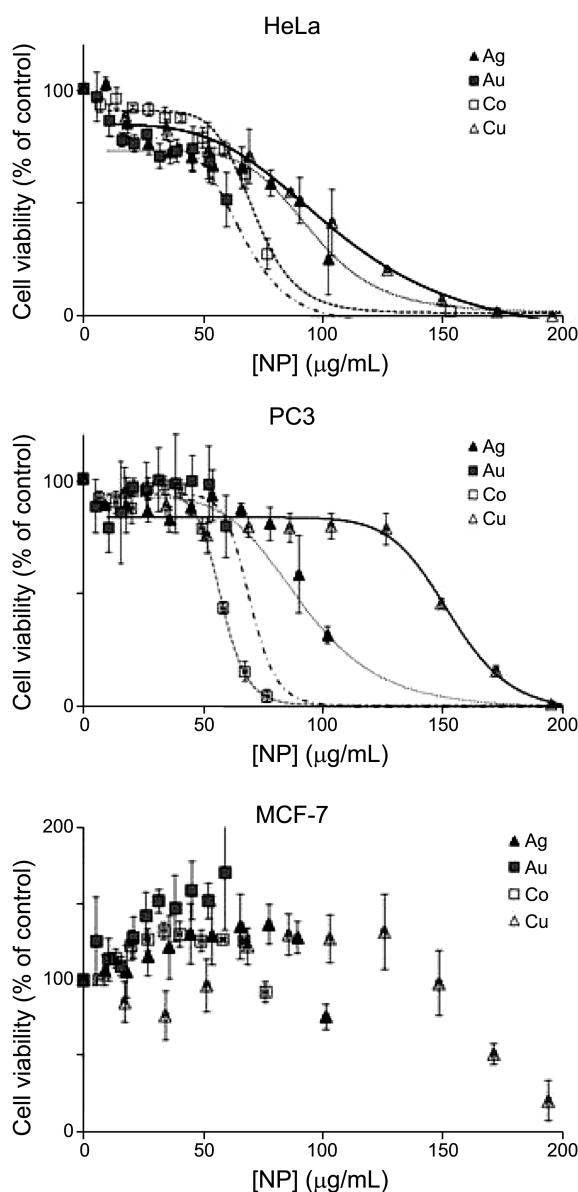 HeLa
Cell viability (% of control)
100
0
Ag
Au
Co
Cu
0 50 100 150 200
[NP] (μg/mL)
PC3
Cell viability (% of control)
100
0
Ag
Au
Co
Cu
0 50 100 150 200
[NP] (μg/mL)
MCF-7
Cell viability (% of control)
200
100
0
Ag
Au
Co
Cu
0 50 100 150 200
[NP] (μg/mL)